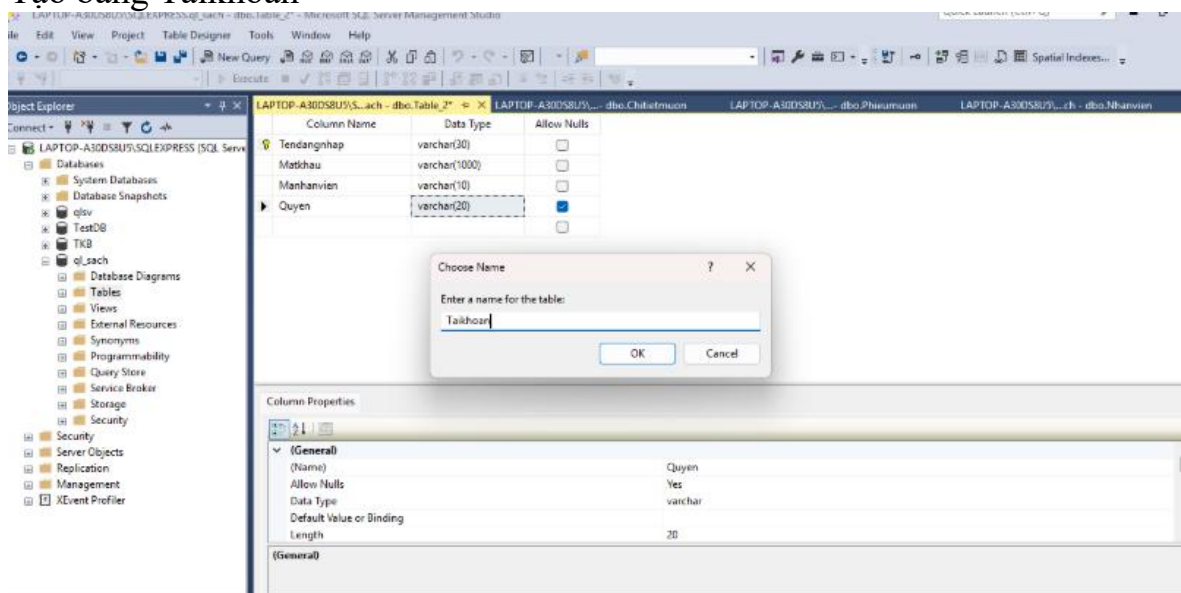 Tạo bảng Taikhoan
LAPTOP-A30DS8U5\SQLEXPRESS.ql_sach - dbo.Table_2* - Microsoft SQL Server Management Studio
Edit View Project Table Designer Tools Window Help
New Query
Execute
Spatial Indexes...
Object Explorer
Connect
LAPTOP-A30DS8U5\SQLEXPRESS (SQL Serve
Databases
System Databases
Database Snapshots
qlsv
TestDB
TKB
ql_sach
Database Diagrams
Tables
Views
External Resources
Synonyms
Programmability
Query Store
Service Broker
Storage
Security
Security
Server Objects
Replication
Management
XEvent Profiler
LAPTOP-A30DS8U5\S...ach - dbo.Table_2* LAPTOP-A30DS8U5\...- dbo.Chitietmuon LAPTOP-A30DS8U5\...- dbo.Phieumuon LAPTOP-A30DS8U5\...ch - dbo.Nhanvien
Column Name Data Type Allow Nulls
Tendangnhap varchar(30)
Matkhau varchar(1000)
Manhanvien varchar(10)
Quyen varchar(20)
Choose Name ? X
Enter a name for the table:
Taikhoan
OK Cancel
Column Properties
(General)
(Name) Quyen
Allow Nulls Yes
Data Type varchar
Default Value or Binding
Length 20
(General)